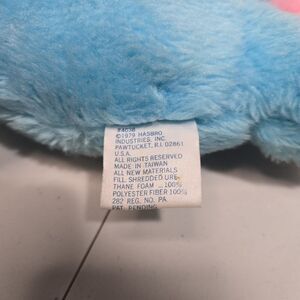 #4038
©1979 HASBRO
INDUSTRIES, INC.
PAWTUCKET, R.I. 02861
U.S.A.
ALL RIGHTS RESERVED
MADE IN TAIWAN
ALL NEW MATERIALS
FILL SHREDDED URE-
THANE FOAM ...100%
POLYESTER FIBER 100%
282 REG. NO. PA.
PAT. PENDING